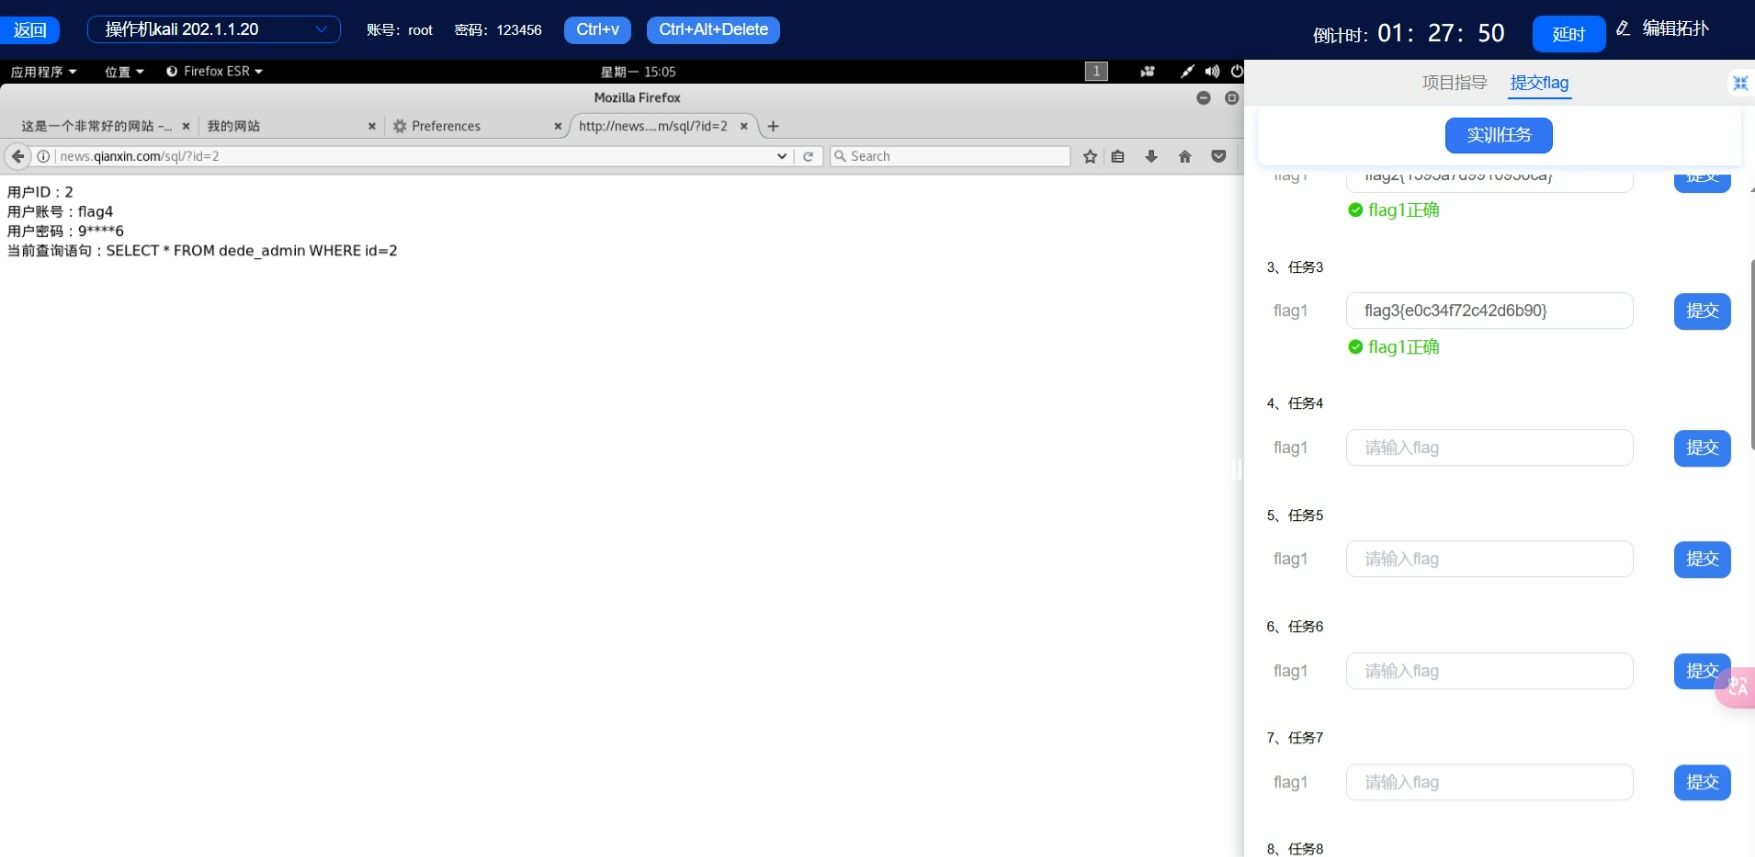 返回 操作机kali 202.1.1.20 账号：root 密码：123456 Ctrl+v Ctrl+Alt+Delete 倒计时：01：27：50 延时 编辑拓扑
应用程序 位置 Firefox ESR 星期一 15:05 1
Mozilla Firefox
这是一个非常好的网站 -... 我的网站 Preferences http://news....m/sql/?id=2
news.qianxin.com/sql/?id=2 Search
用户ID：2
用户账号：flag4
用户密码：9****6
当前查询语句：SELECT * FROM dede_admin WHERE id=2
项目指导 提交flag
实训任务
flag1 提交
flag1正确
3、任务3
flag1 flag3{e0c34f72c42d6b90} 提交
flag1正确
4、任务4
flag1 请输入flag 提交
5、任务5
flag1 请输入flag 提交
6、任务6
flag1 请输入flag 提交
7、任务7
flag1 请输入flag 提交
8、任务8